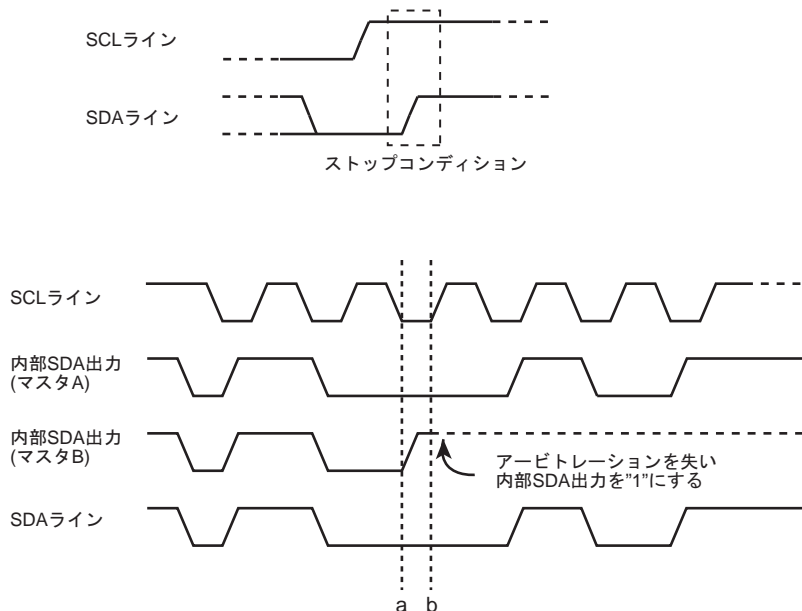 SCLライン
SDAライン
ストップコンディション
SCLライン
内部SDA出力
(マスタA)
内部SDA出力
(マスタB)
アービトレーションを失い
内部SDA出力を"1"にする
SDAライン
a b